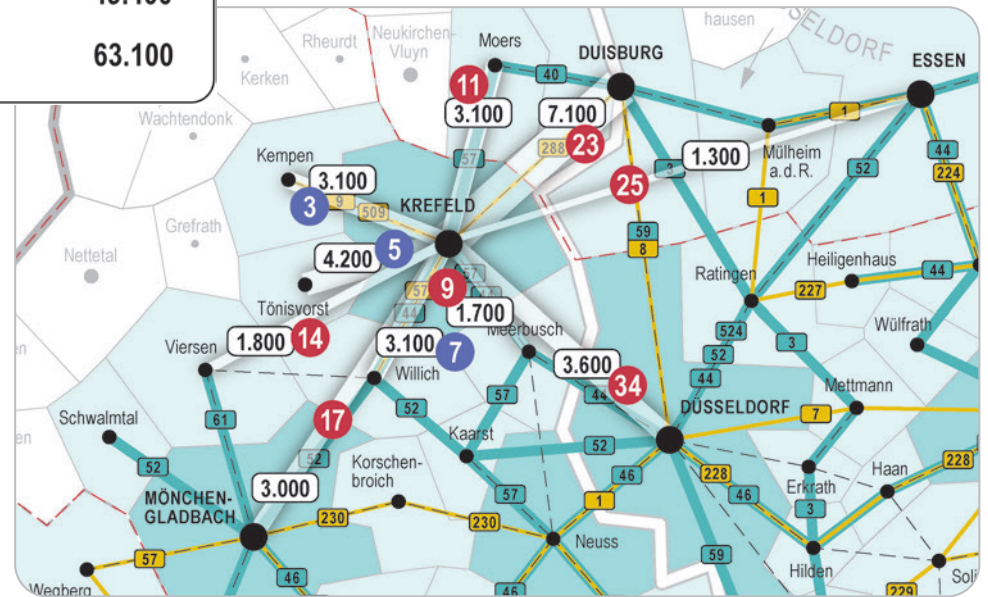 63.100
hausen
SSELDORF
Neukirchen-
Vluyn
Rheurdt
Kerken
Moers
DUISBURG
ESSEN
40
11
3.100
7.100
1
Wachtendonk
288
23
57
3
1.300
Mülheim
a.d.R.
52
44
224
Kempen
3.100
9
509
3
25
1
KREFELD
Grefrath
59
8
Nettetal
4.200
5
57
Heiligenhaus
44
Ratingen
227
Tönisvorst
57
9
44
1.700
Wülfrath
Viersen
1.800
14
3.100
7
Meerbusch
524
52
3
44
3.600
34
44
Willich
Mettmann
Schwalmtal
61
17
52
57
DÜSSELDORF
7
Kaarst
52
52
52
Korschen-
broich
46
228
Haan
228
3.000
57
46
Erkrath
MÖNCHEN-
GLADBACH
1
3
230
230
Neuss
57
59
Hilden
46
Soli
Wegberg
46
229